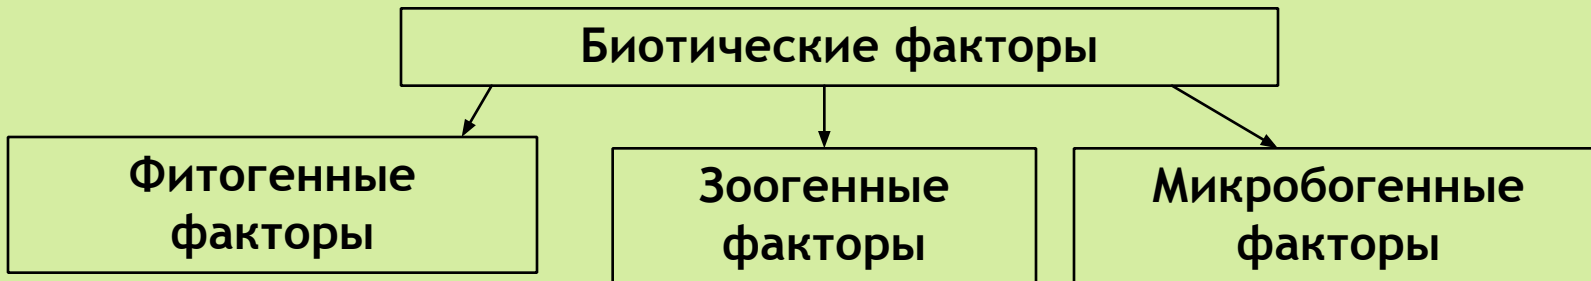 Биотические факторы
Фитогенные
факторы
Зоогенные
факторы
Микробогенные
факторы